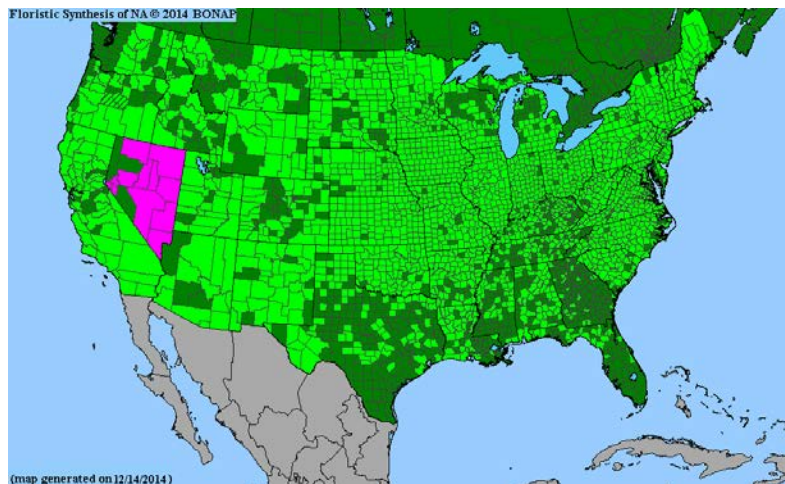 Floristic Synthesis of NA © 2014 BONAP
(map generated on 12/14/2014)